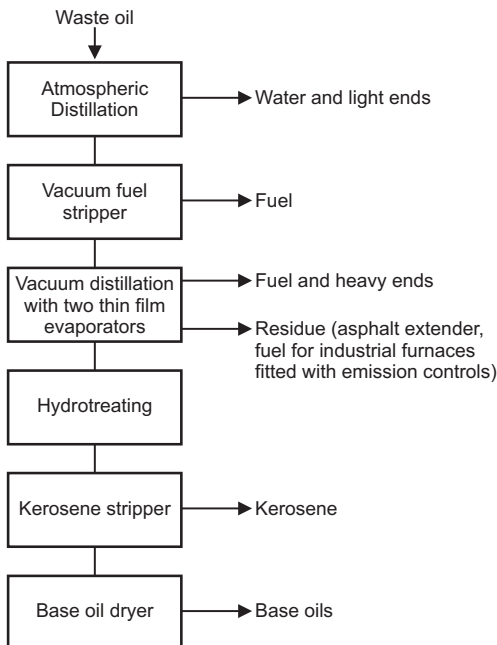 Waste oil
Atmospheric
Distillation
Water and light ends
Vacuum fuel
stripper
Fuel
Vacuum distillation
with two thin film
evaporators
Fuel and heavy ends
Residue (asphalt extender,
fuel for industrial furnaces
fitted with emission controls)
Hydrotreating
Kerosene stripper
Kerosene
Base oil dryer
Base oils